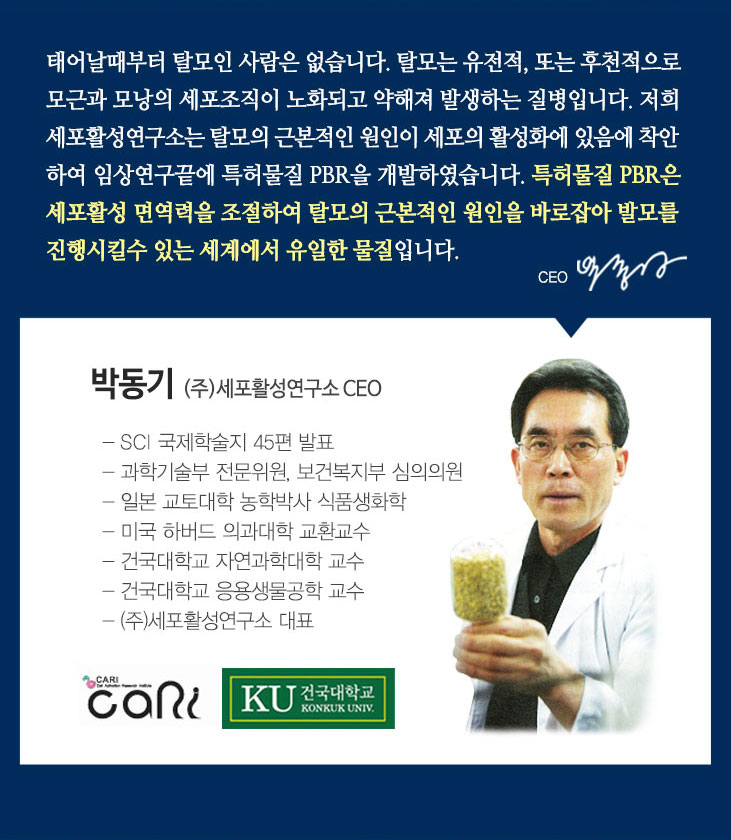 태어날때부터 탈모인 사람은 없습니다. 탈모는 유전적, 또는 후천적으로
모근과 모낭의 세포조직이 노화되고 약해져 발생하는 질병입니다. 저희
세포활성연구소는 탈모의 근본적인 원인이 세포의 활성화에 있음에 착안
하여 임상연구끝에 특허물질 PBR을 개발하였습니다. 특허물질 PBR은
세포활성 면역력을 조절하여 탈모의 근본적인 원인을 바로잡아 발모를
진행시킬수 있는 세계에서 유일한 물질입니다.
CEO
박동기 (주)세포활성연구소 CEO
– SCI 국제학술지 45편 발표
– 과학기술부 전문위원, 보건복지부 심의의원
– 일본 교토대학 농학박사 식품생화학
– 미국 하버드 의과대학 교환교수
– 건국대학교 자연과학대학 교수
– 건국대학교 응용생물공학 교수
– (주)세포활성연구소 대표
CARI
Cell Activation Research Institute
CARI
KU 건국대학교
KONKUK UNIV.